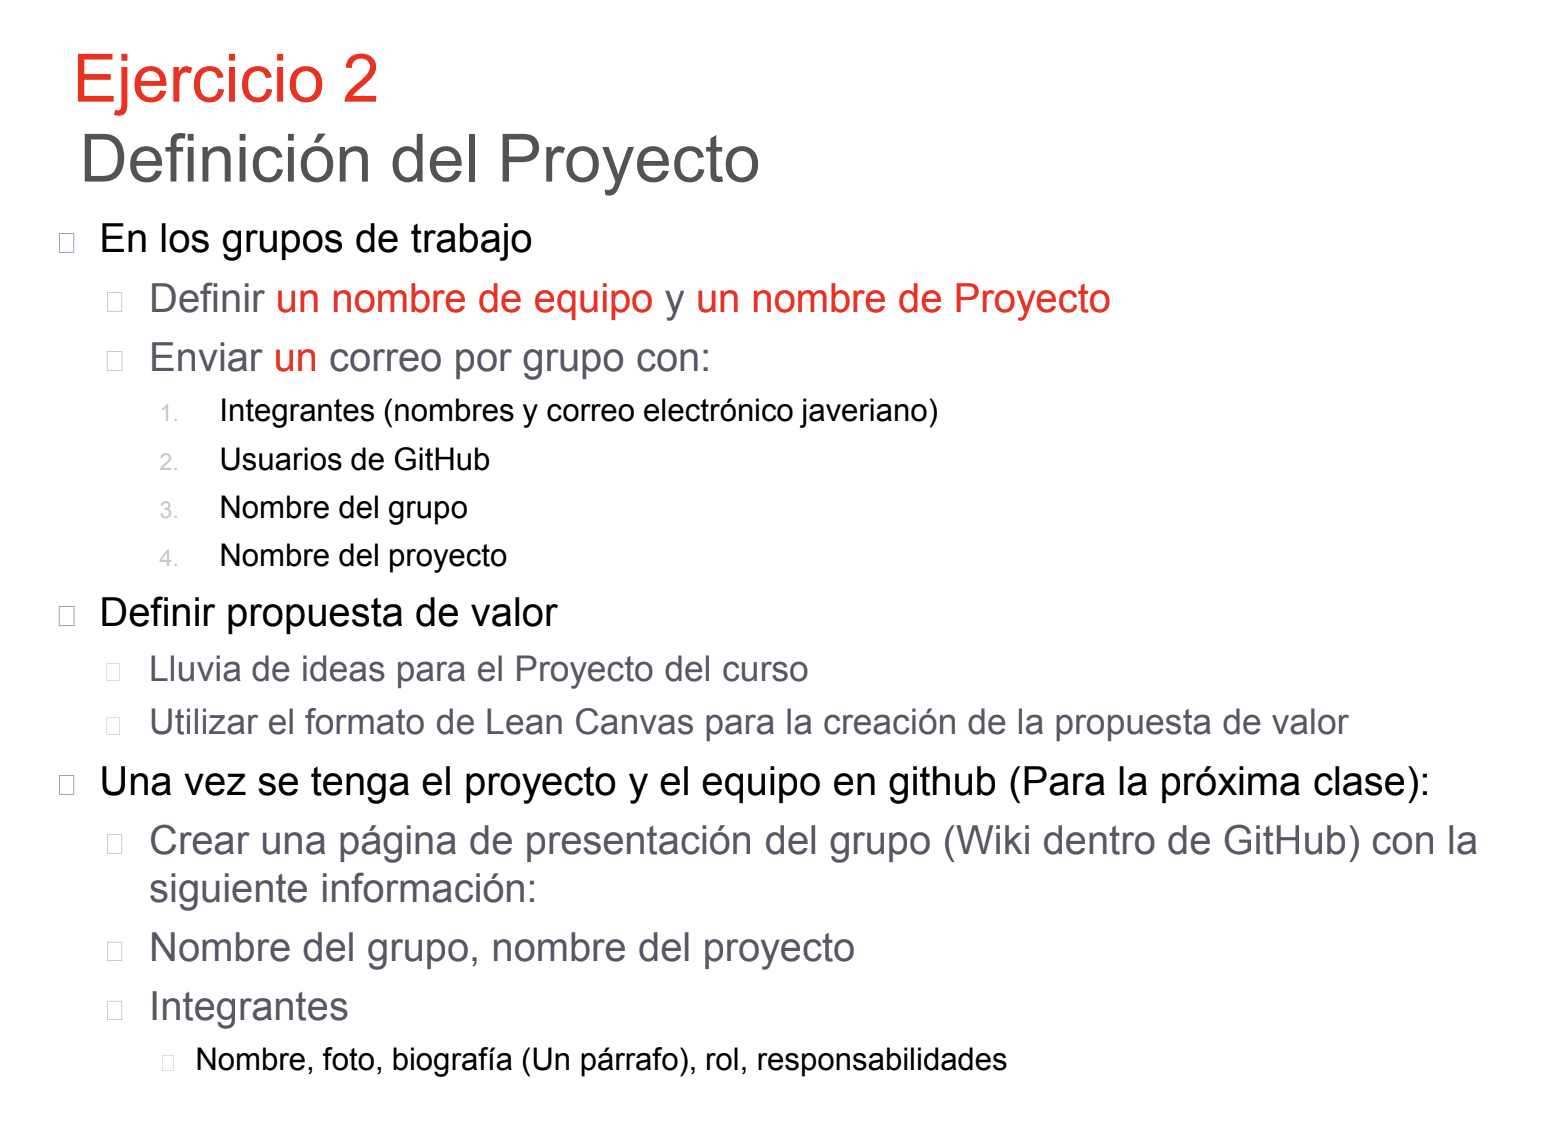 Ejercicio 2
Definición del Proyecto
En los grupos de trabajo
Definir un nombre de equipo y un nombre de Proyecto
Enviar un correo por grupo con:
1. Integrantes (nombres y correo electrónico javeriano)
2. Usuarios de GitHub
3. Nombre del grupo
4. Nombre del proyecto
Definir propuesta de valor
Lluvia de ideas para el Proyecto del curso
Utilizar el formato de Lean Canvas para la creación de la propuesta de valor
Una vez se tenga el proyecto y el equipo en github (Para la próxima clase):
Crear una página de presentación del grupo (Wiki dentro de GitHub) con la
siguiente información:
Nombre del grupo, nombre del proyecto
Integrantes
Nombre, foto, biografía (Un párrafo), rol, responsabilidades